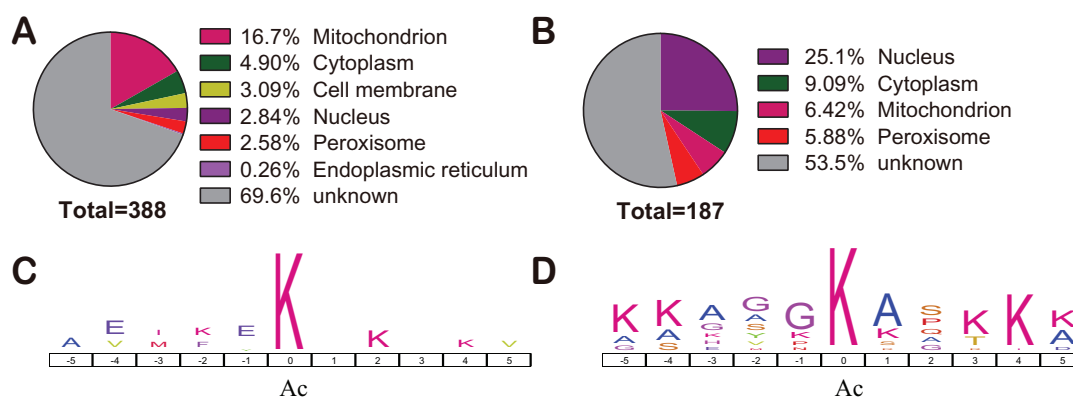 A
16.7% Mitochondrion
4.90% Cytoplasm
3.09% Cell membrane
2.84% Nucleus
2.58% Peroxisome
0.26% Endoplasmic reticulum
69.6% unknown
Total=388
B
25.1% Nucleus
9.09% Cytoplasm
6.42% Mitochondrion
5.88% Peroxisome
53.5% unknown
Total=187
C
A E I K E K K K V
V M F
-5 -4 -3 -2 -1 0 1 2 3 4 5
Ac
D
K K A G G K A S K K K
A A G A K K P T A
G S K S P Q
H Y N A
E V G
-5 -4 -3 -2 -1 0 1 2 3 4 5
Ac